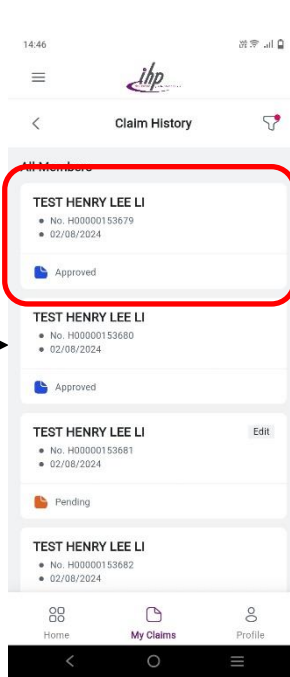 14:46
ihp
Claim History
All Members
TEST HENRY LEE LI
No. H00000153679
02/08/2024
Approved
TEST HENRY LEE LI
No. H00000153680
02/08/2024
Approved
TEST HENRY LEE LI Edit
No. H00000153681
02/08/2024
Pending
TEST HENRY LEE LI
No. H00000153682
02/08/2024
Home My Claims Profile